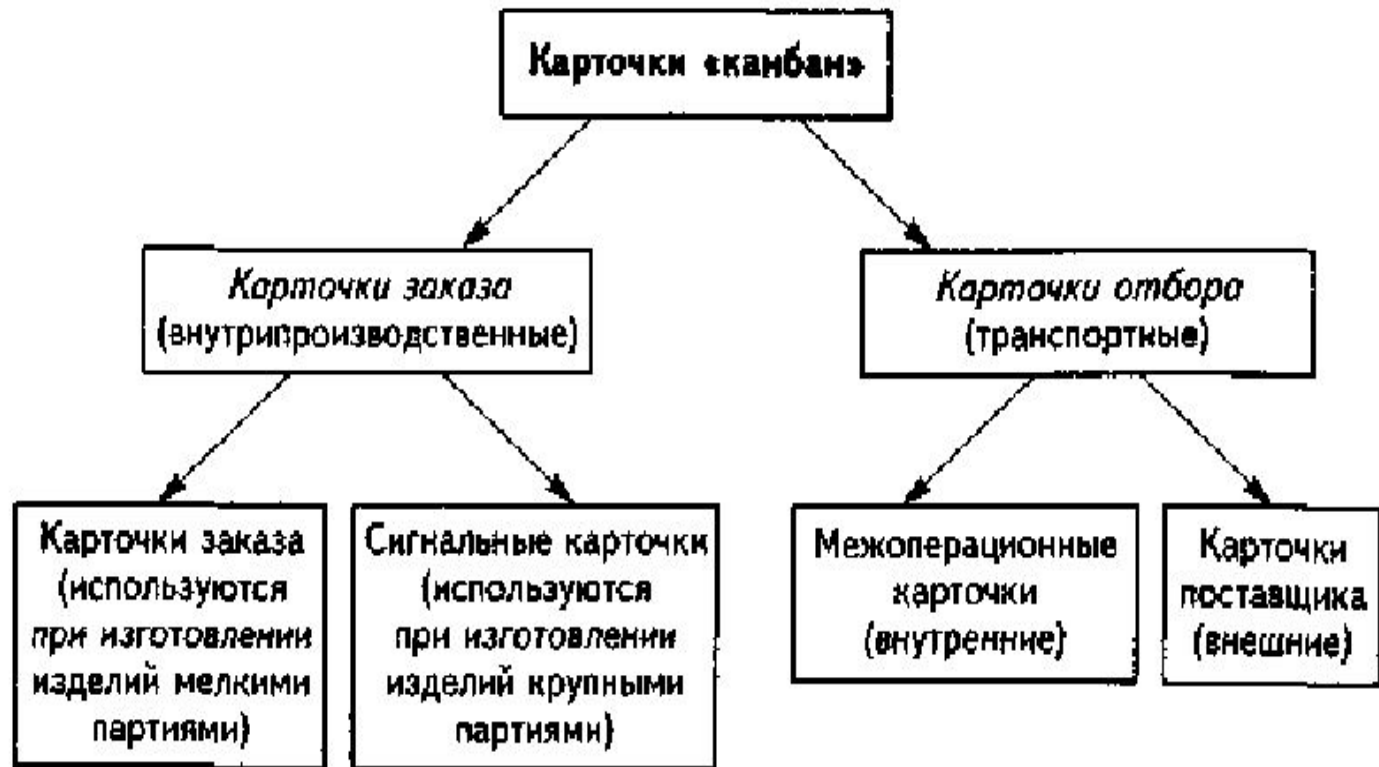 Карточки «канбан»
Карточки заказа
(внутрипроизводственные)
Карточки отбора
(транспортные)
Карточки заказа
(используются
при изготовлении
изделий мелкими
партиями)
Сигнальные карточки
(используются
при изготовлении
изделий крупными
партиями)
Межоперационные
карточки
(внутренние)
Карточки
поставщика
(внешние)